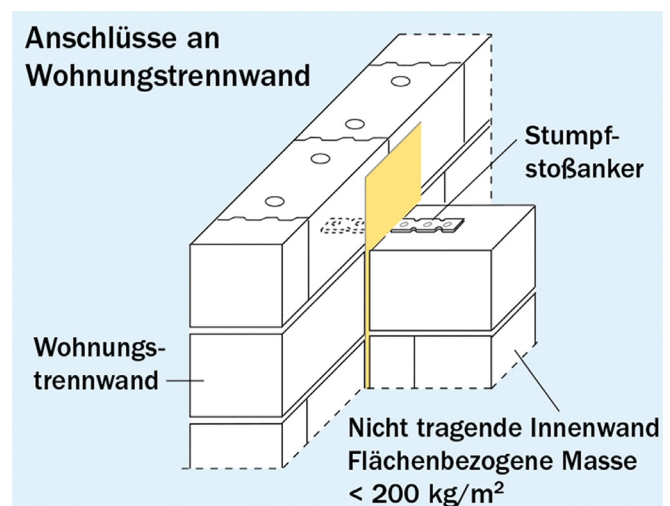 Anschlüsse an
Wohnungstrennwand
Stumpf-
stoßanker
Wohnungs-
trennwand
Nicht tragende Innenwand
Flächenbezogene Masse
< 200 kg/m²